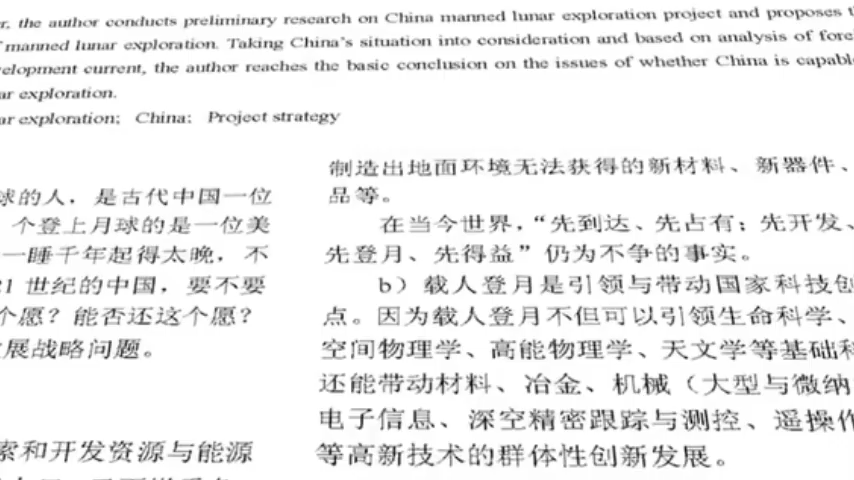 the author conducts preliminary research on China manned lunar exploration project and proposes
manned lunar exploration. Taking China's situation into consideration and based on analysis of
current, the author reaches the basic conclusion on the issues of whether China is
exploration.
exploration; China; Project strategy
球的人，是古代中国一位
个登上月球的是一位美
一睡千年起得太晚，不
世纪的中国，要不要
个愿？能否还这个愿？
展战略问题。
索和开发资源与能源
制造出地面环境无法获得的新材料、新器件、
品等。
在当今世界，“先到达、先占有；先开发、
先登月、先得益”仍为不争的事实。
b）载人登月是引领与带动国家科技创
点。因为载人登月不但可以引领生命科学、
空间物理学、高能物理学、天文学等基础科
还能带动材料、冶金、机械（大型与微纳
电子信息、深空精密跟踪与测控、遥操作
等高新技术的群体性创新发展。